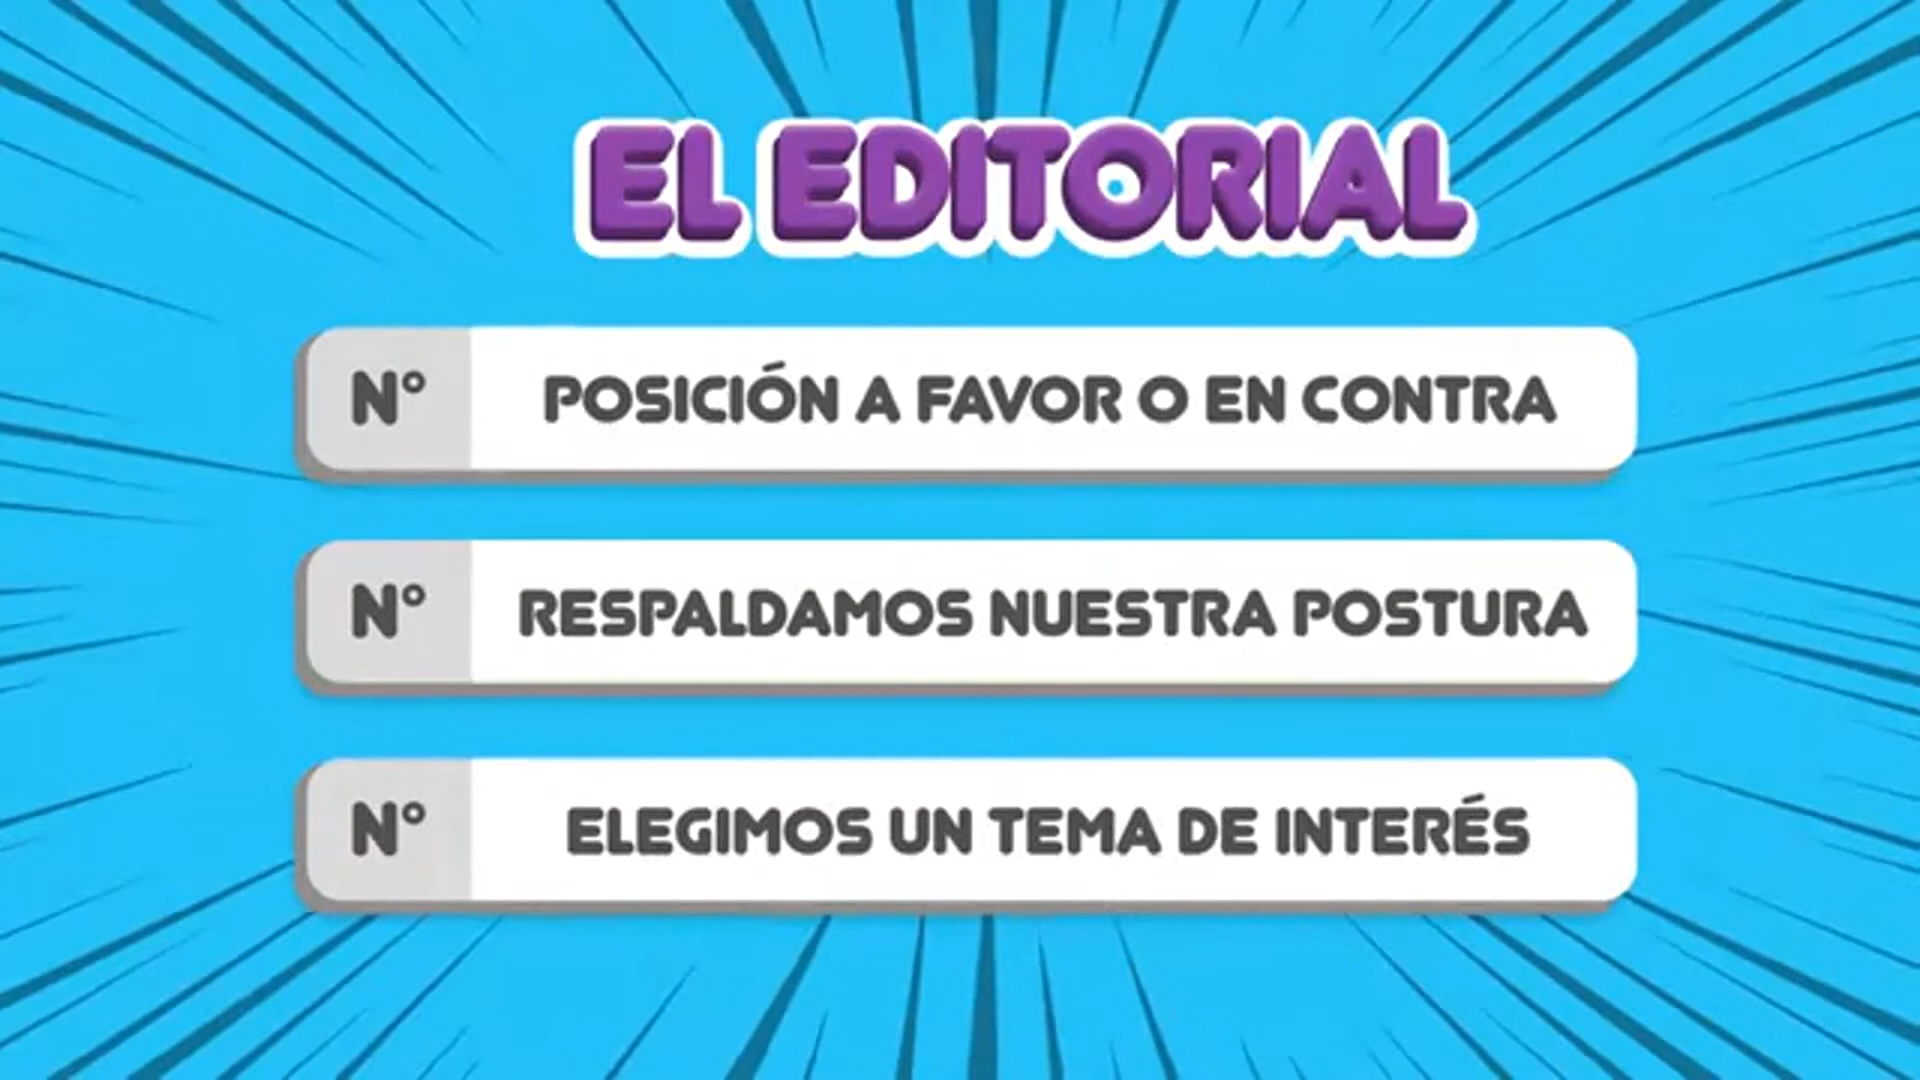 EL EDITORIAL
N° POSICIÓN A FAVOR O EN CONTRA
N° RESPALDAMOS NUESTRA POSTURA
N° ELEGIMOS UN TEMA DE INTERÉS